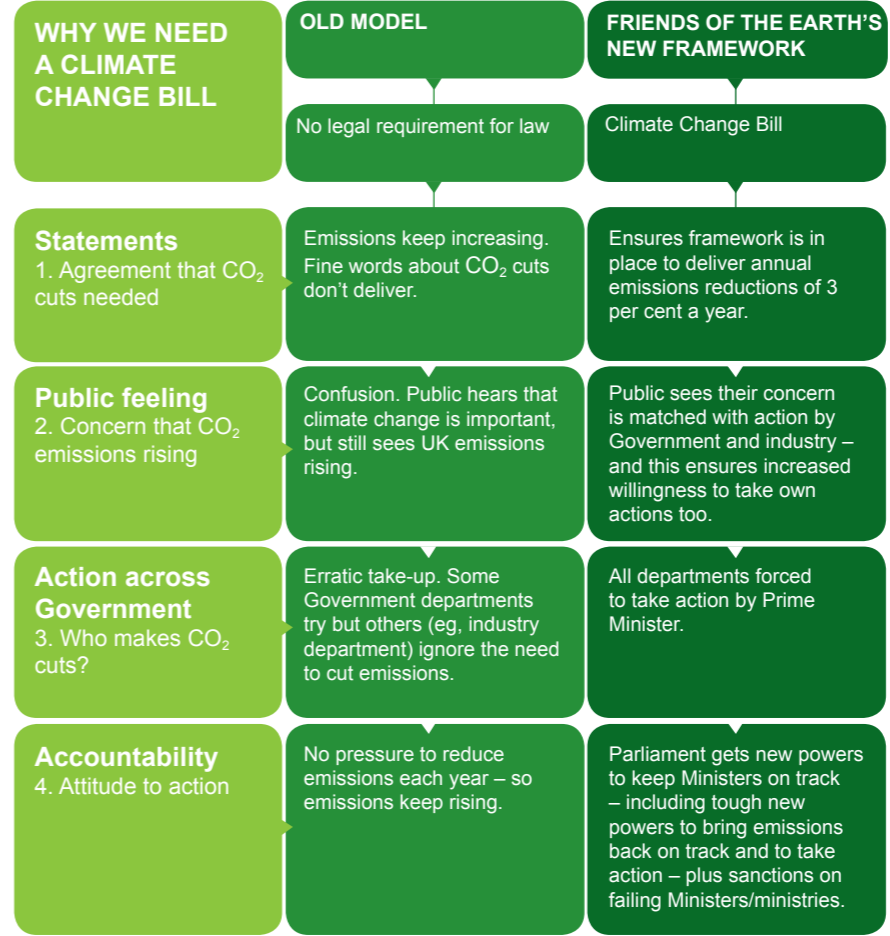 WHY WE NEED
A CLIMATE
CHANGE BILL
OLD MODEL
FRIENDS OF THE EARTH’S
NEW FRAMEWORK
No legal requirement for law
Climate Change Bill
Statements
1. Agreement that CO₂
cuts needed
Emissions keep increasing.
Fine words about CO₂ cuts
don’t deliver.
Ensures framework is in
place to deliver annual
emissions reductions of 3
per cent a year.
Public feeling
2. Concern that CO₂
emissions rising
Confusion. Public hears that
climate change is important,
but still sees UK emissions
rising.
Public sees their concern
is matched with action by
Government and industry –
and this ensures increased
willingness to take own
actions too.
Action across
Government
3. Who makes CO₂
cuts?
Erratic take-up. Some
Government departments
try but others (eg, industry
department) ignore the need
to cut emissions.
All departments forced
to take action by Prime
Minister.
Accountability
4. Attitude to action
No pressure to reduce
emissions each year – so
emissions keep rising.
Parliament gets new powers
to keep Ministers on track
– including tough new
powers to bring emissions
back on track and to take
action – plus sanctions on
failing Ministers/ministries.